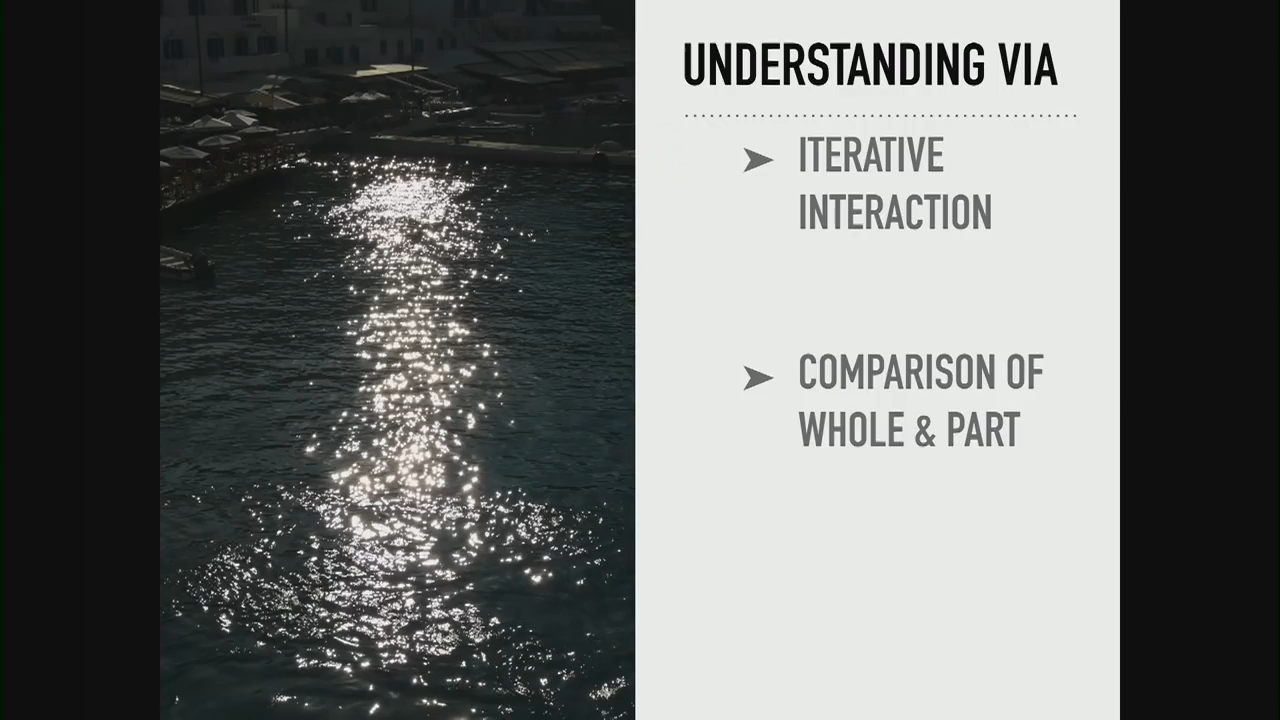 UNDERSTANDING VIA
➤ ITERATIVE
INTERACTION
➤ COMPARISON OF
WHOLE & PART